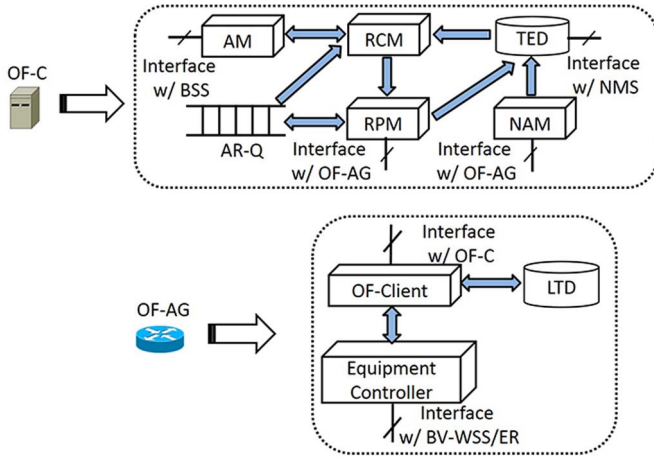 OF-C
AM
RCM
TED
Interface
w/ BSS
Interface
w/ NMS
AR-Q
RPM
NAM
Interface
w/ OF-AG
Interface
w/ OF-AG
OF-AG
Interface
w/ OF-C
OF-Client
LTD
Equipment
Controller
Interface
w/ BV-WSS/ER